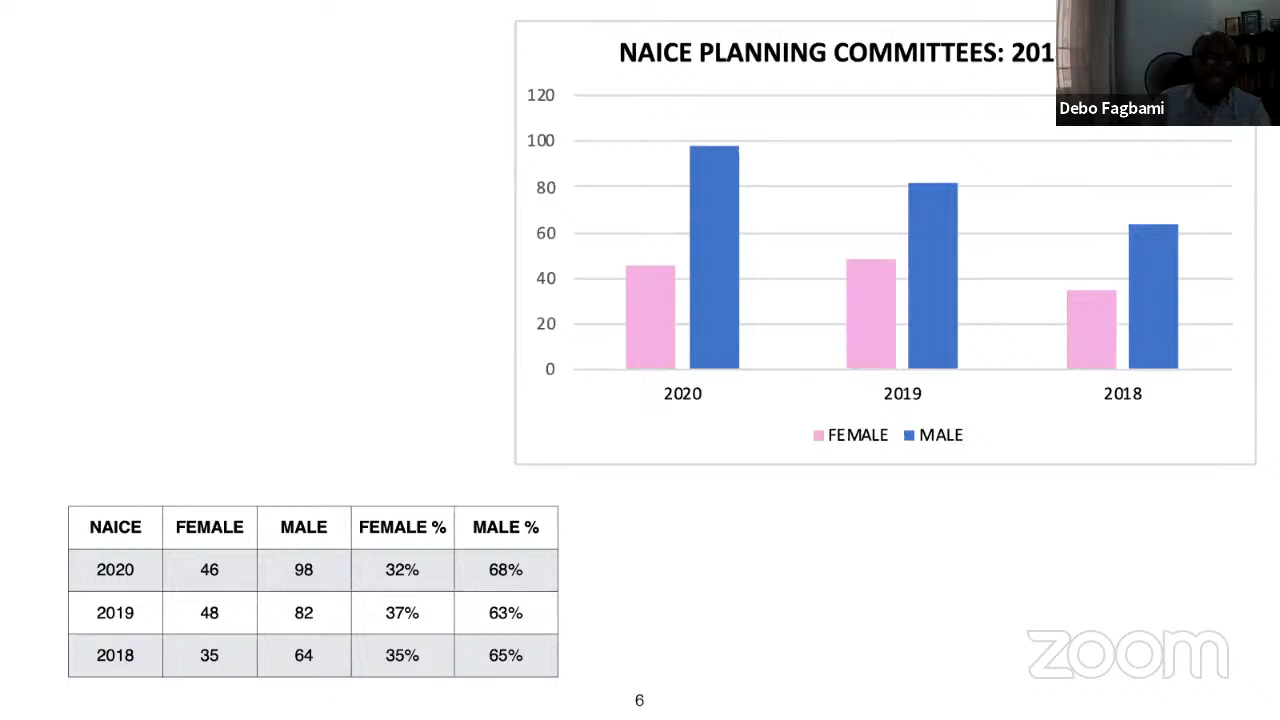 NAICE PLANNING COMMITTEES: 201
Debo Fagbami
120
100
80
60
40
20
0
2020 2019 2018
FEMALE MALE
NAICE FEMALE MALE FEMALE % MALE %
2020 46 98 32% 68%
2019 48 82 37% 63%
2018 35 64 35% 65%
zoom
6